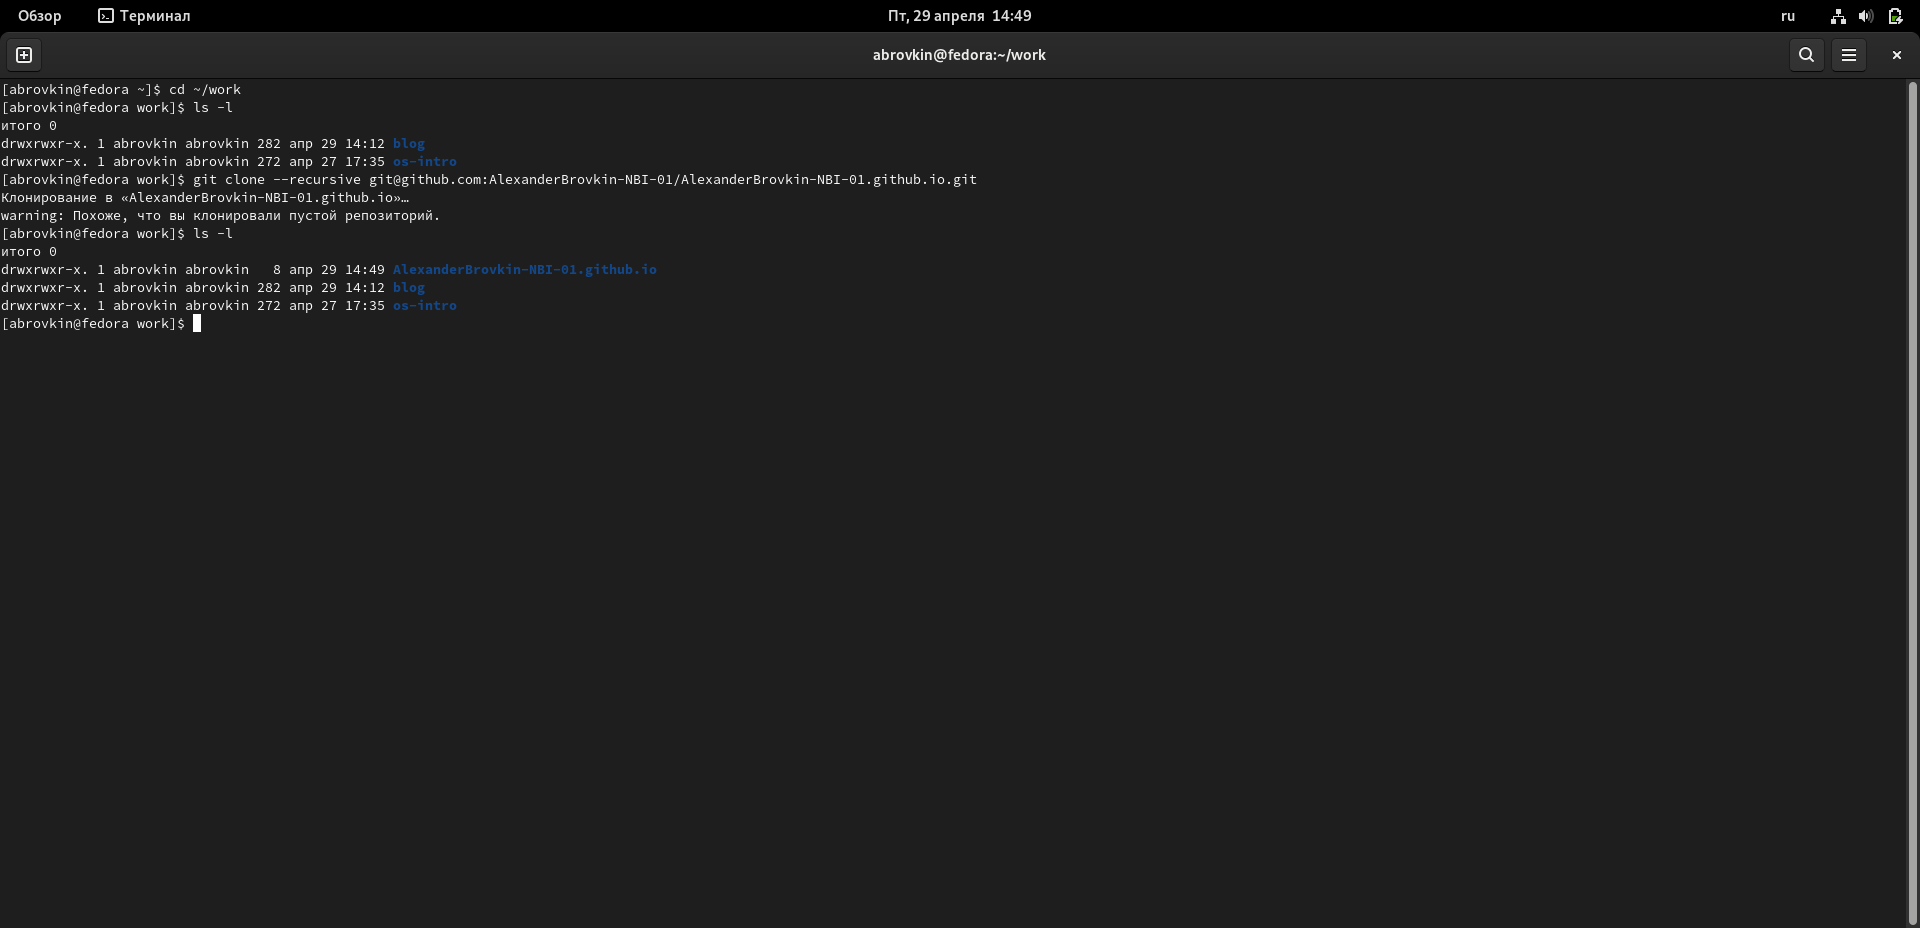 Обзор Терминал Пт, 29 апреля 14:49 ru
abrovkin@fedora:~/work
[abrovkin@fedora ~]$ cd ~/work
[abrovkin@fedora work]$ ls -l
итого 0
drwxrwxr-x. 1 abrovkin abrovkin 282 апр 29 14:12 blog
drwxrwxr-x. 1 abrovkin abrovkin 272 апр 27 17:35 os-intro
[abrovkin@fedora work]$ git clone --recursive git@github.com:AlexanderBrovkin-NBI-01/AlexanderBrovkin-NBI-01.github.io.git
Клонирование в «AlexanderBrovkin-NBI-01.github.io»…
warning: Похоже, что вы клонировали пустой репозиторий.
[abrovkin@fedora work]$ ls -l
итого 0
drwxrwxr-x. 1 abrovkin abrovkin   8 апр 29 14:49 AlexanderBrovkin-NBI-01.github.io
drwxrwxr-x. 1 abrovkin abrovkin 282 апр 29 14:12 blog
drwxrwxr-x. 1 abrovkin abrovkin 272 апр 27 17:35 os-intro
[abrovkin@fedora work]$